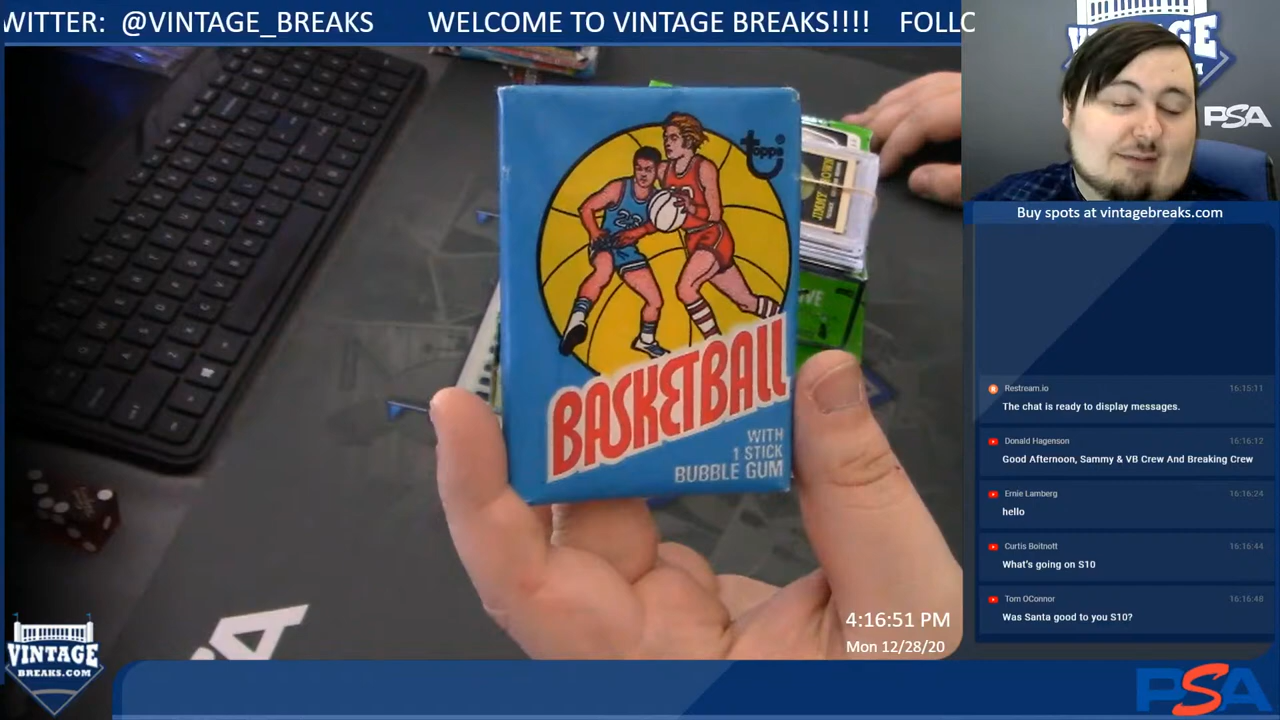 WITTER: @VINTAGE_BREAKS WELCOME TO VINTAGE BREAKS!!!! FOLLO
PSA
topps
23
JIMMY BROWN
BASKETBALL
WITH
1 STICK
BUBBLE GUM
Buy spots at vintagebreaks.com
Restream.io 16:15:11
The chat is ready to display messages.
Donald Hagenson 16:16:12
Good Afternoon, Sammy & VB Crew And Breaking Crew
Ernie Lamberg 16:16:24
hello
Curtis Boitnott 16:16:44
What's going on S10
Tom OConnor 16:16:48
Was Santa good to you S10?
4:16:51 PM
Mon 12/28/20
VINTAGE
BREAKS.COM
PSA